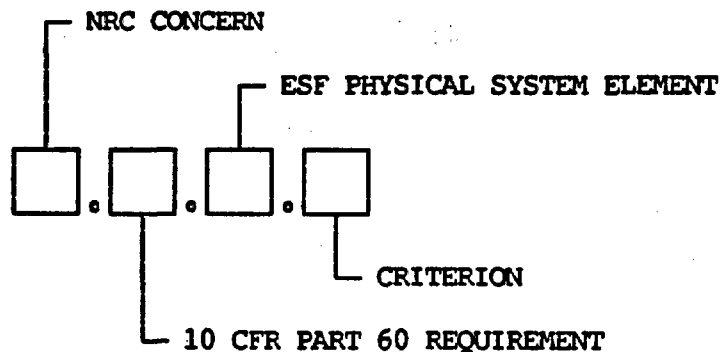 NRC CONCERN
ESF PHYSICAL SYSTEM ELEMENT
CRITERION
10 CFR PART 60 REQUIREMENT